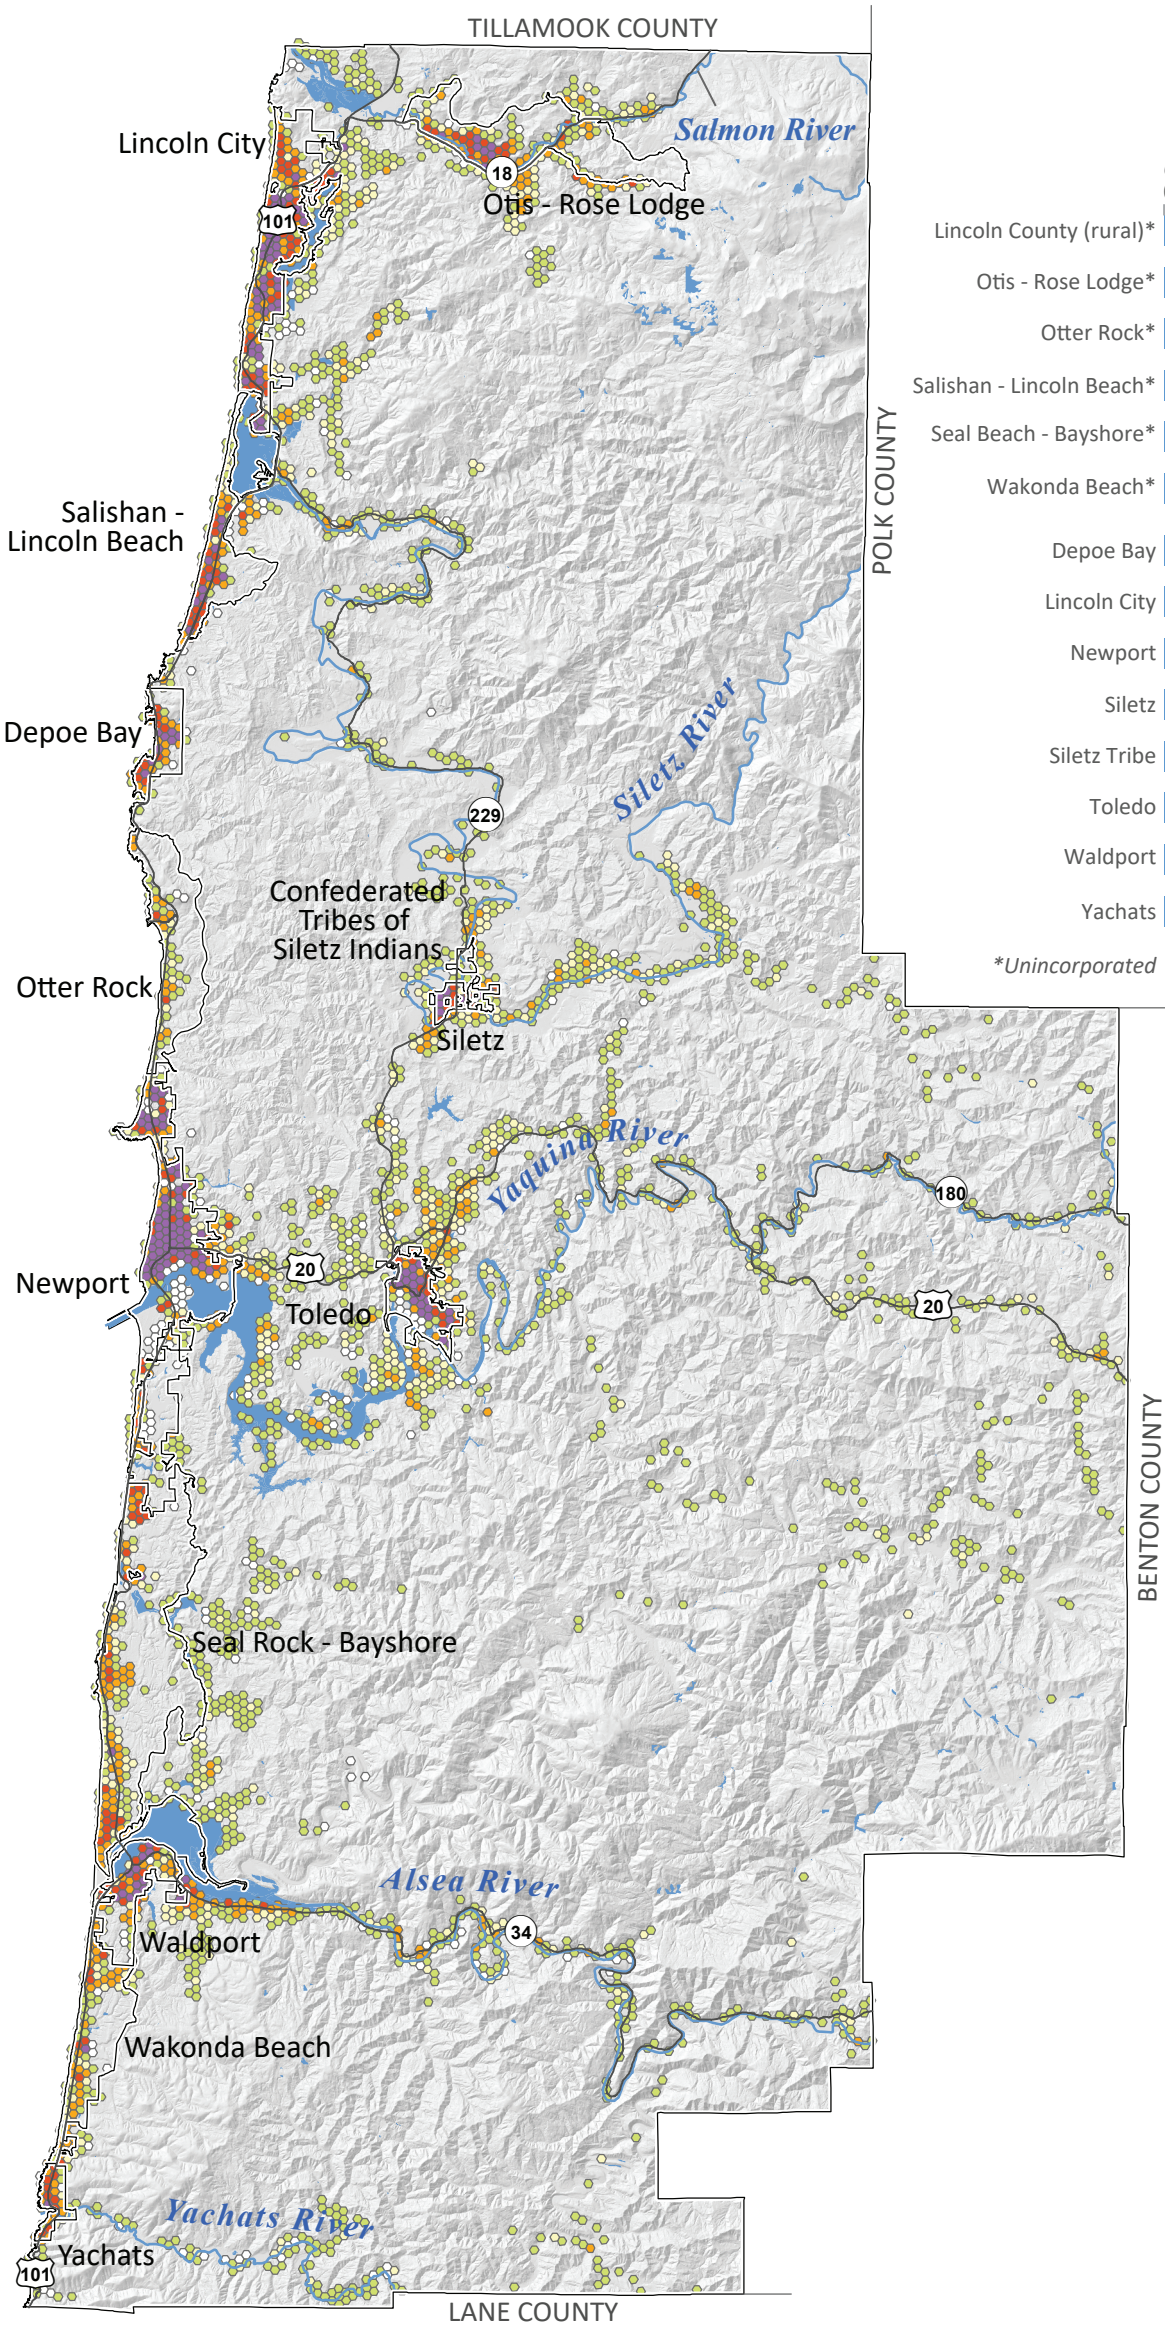 TILLAMOOK COUNTY
Lincoln City
Salmon River
18
Otis - Rose Lodge
101
Lincoln County (rural)*
Otis - Rose Lodge*
Otter Rock*
Salishan - Lincoln Beach*
Seal Beach - Bayshore*
Wakonda Beach*
Depoe Bay
Lincoln City
Newport
Siletz
Siletz Tribe
Toledo
Waldport
Yachats
*Unincorporated
POLK COUNTY
Salishan -
Lincoln Beach
Depoe Bay
Siletz River
229
Confederated
Tribes of
Siletz Indians
Otter Rock
Siletz
Yaquina River
180
Newport
20
Toledo
20
BENTON COUNTY
Seal Rock - Bayshore
Alsea River
34
Waldport
Wakonda Beach
Yachats River
Yachats
101
LANE COUNTY